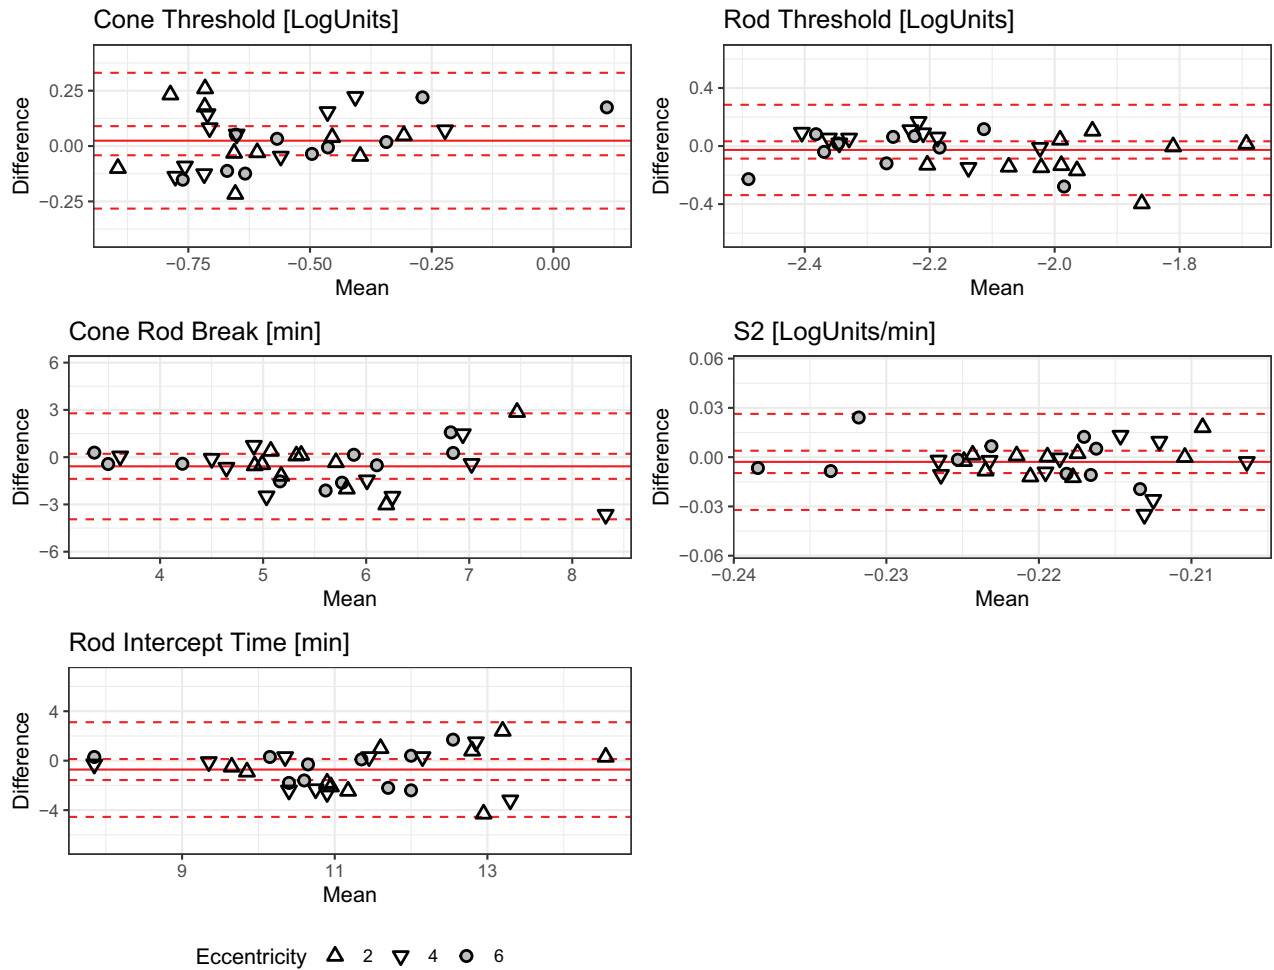 Cone Threshold [LogUnits]
Difference
0.25
0.00
−0.25
−0.75
−0.50
−0.25
0.00
Mean
Rod Threshold [LogUnits]
Difference
0.4
0.0
−0.4
−2.4
−2.2
−2.0
−1.8
Mean
Cone Rod Break [min]
Difference
6
3
0
−3
−6
4
5
6
7
8
Mean
S2 [LogUnits/min]
Difference
0.06
0.03
0.00
−0.03
−0.06
−0.24
−0.23
−0.22
−0.21
Mean
Rod Intercept Time [min]
Difference
4
0
−4
9
11
13
Mean
Eccentricity 2 4 6